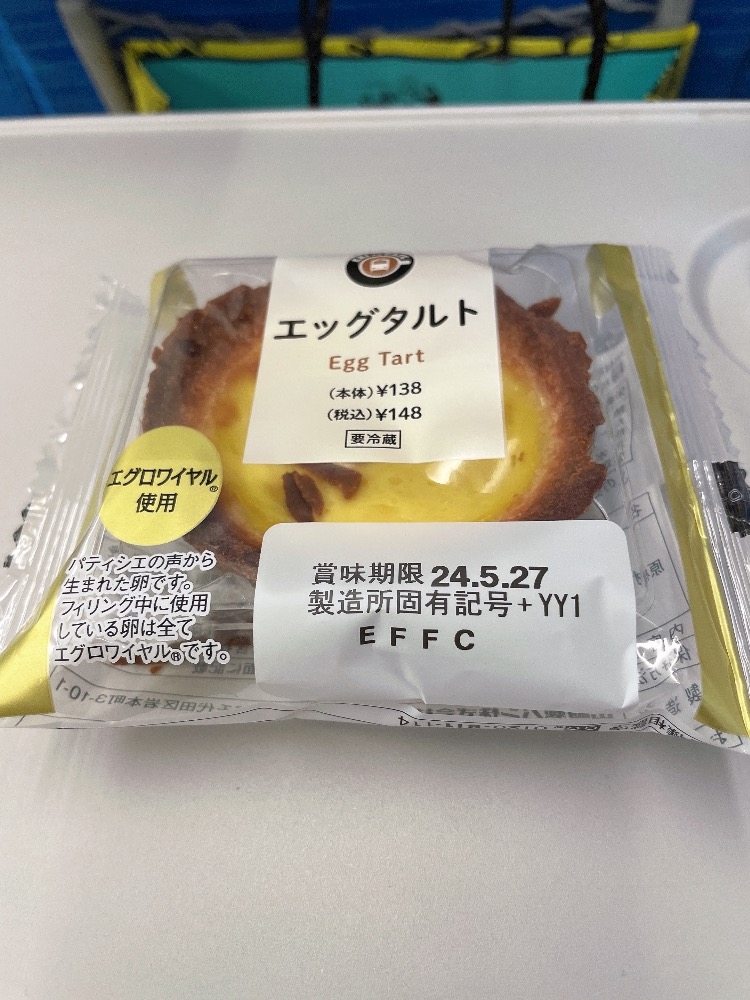 エッグタルト
Egg Tart
(本体)¥138
(税込)¥148
要冷蔵
エグロワイヤル®
使用
パティシエの声から
生まれた卵です。
フィリング中に使用
している卵は全て
エグロワイヤル®です。
賞味期限 24.5.27
製造所固有記号+YY1
EFFC